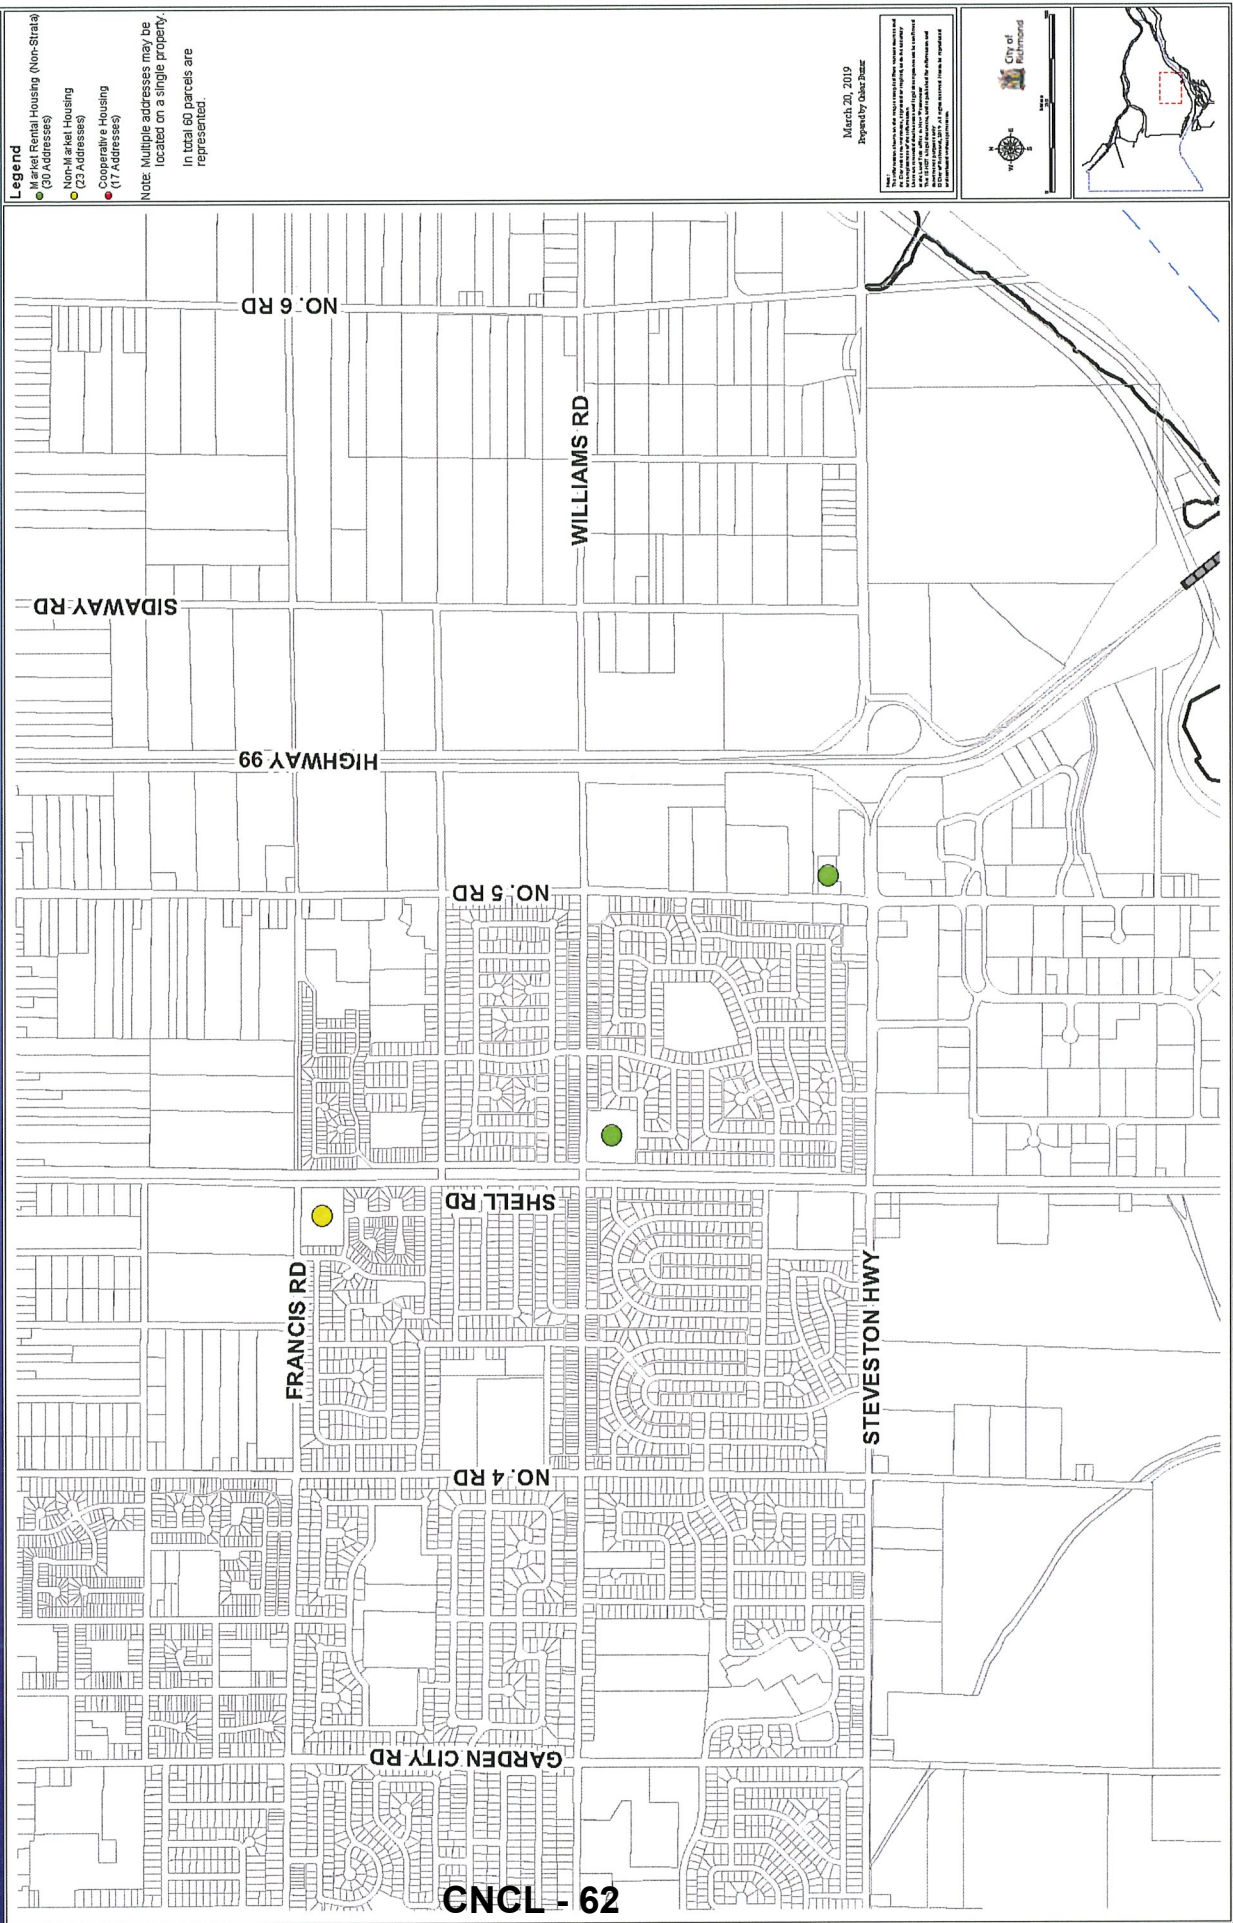 Legend
Market Rental Housing (Non-Strata)
(30 Addresses)
Non-Market Housing
(23 Addresses)
Cooperative Housing
(17 Addresses)
Note: Multiple addresses may be
located on a single property.
In total 60 parcels are
represented.
March 20, 2019
Prepared by
City of
Richmond
N
E
S
W
NO. 6 RD
WILLIAMS RD
SIDAWAY RD
HIGHWAY 99
NO. 5 RD
SHELL RD
FRANCIS RD
STEVESTON HWY
NO. 4 RD
GARDEN CITY RD
CNCL - 62